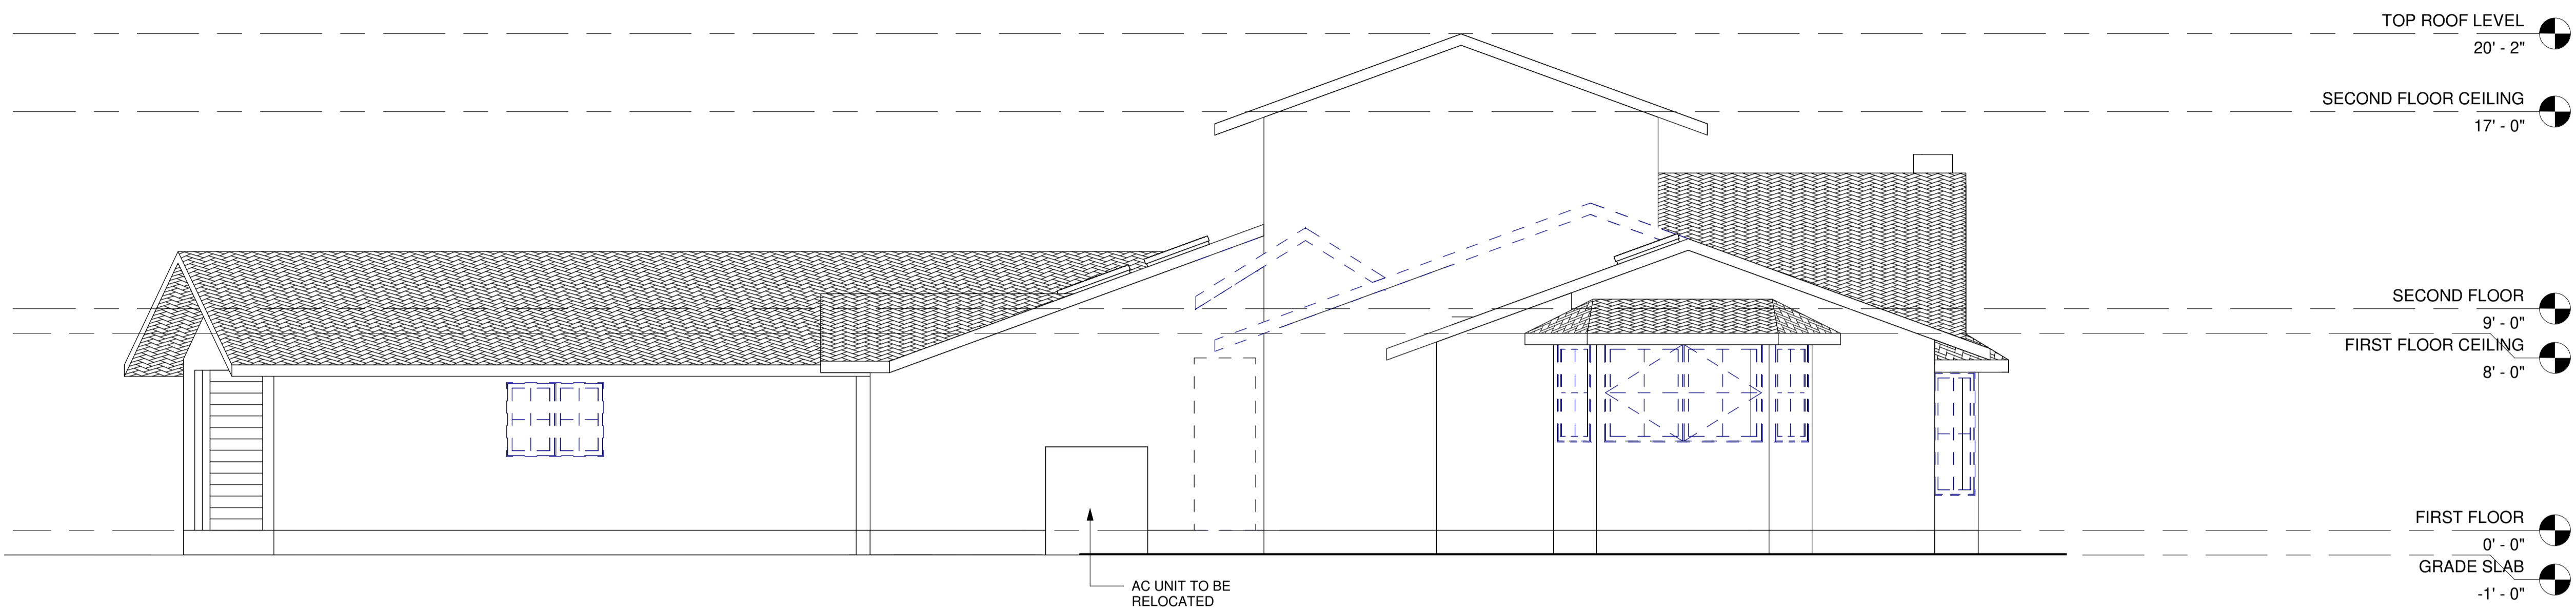 TOP ROOF LEVEL
20' - 2"
SECOND FLOOR CEILING
17' - 0"
SECOND FLOOR
9' - 0"
FIRST FLOOR CEILING
8' - 0"
FIRST FLOOR
0' - 0"
GRADE SLAB
-1' - 0"
AC UNIT TO BE
RELOCATED